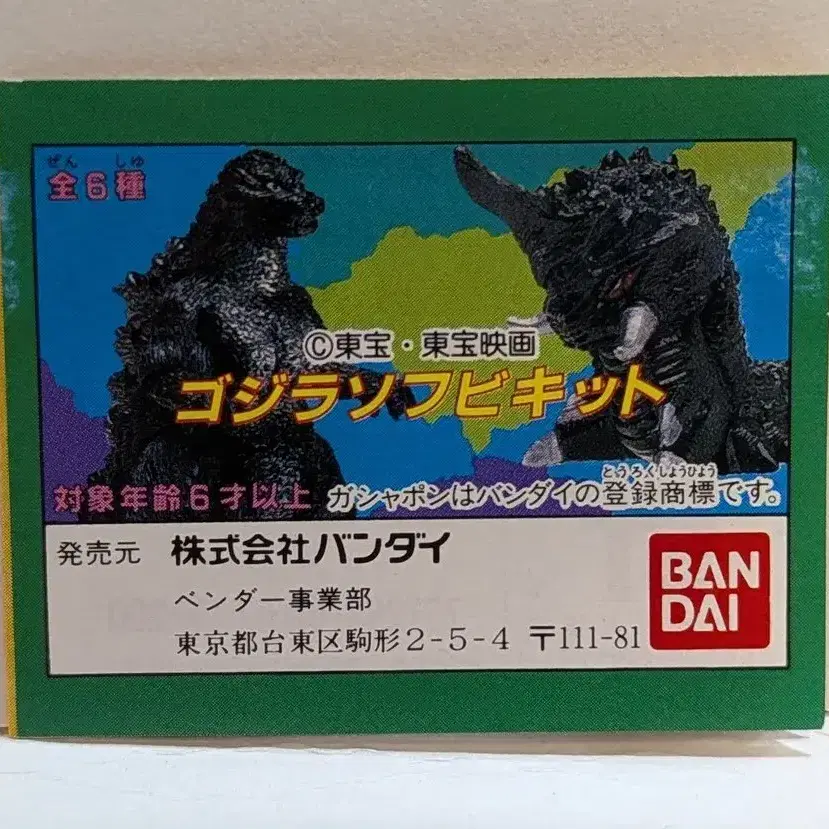 ぜん しゅ
全6種
©東宝・東宝映画
ゴジラソフビキット
とうろくしょうひょう
対象年齢6才以上 ガシャポンはバンダイの登録商標です。
発売元 株式会社バンダイ
ベンダー事業部
東京都台東区駒形2-5-4 〒111-81
BAN
DAI